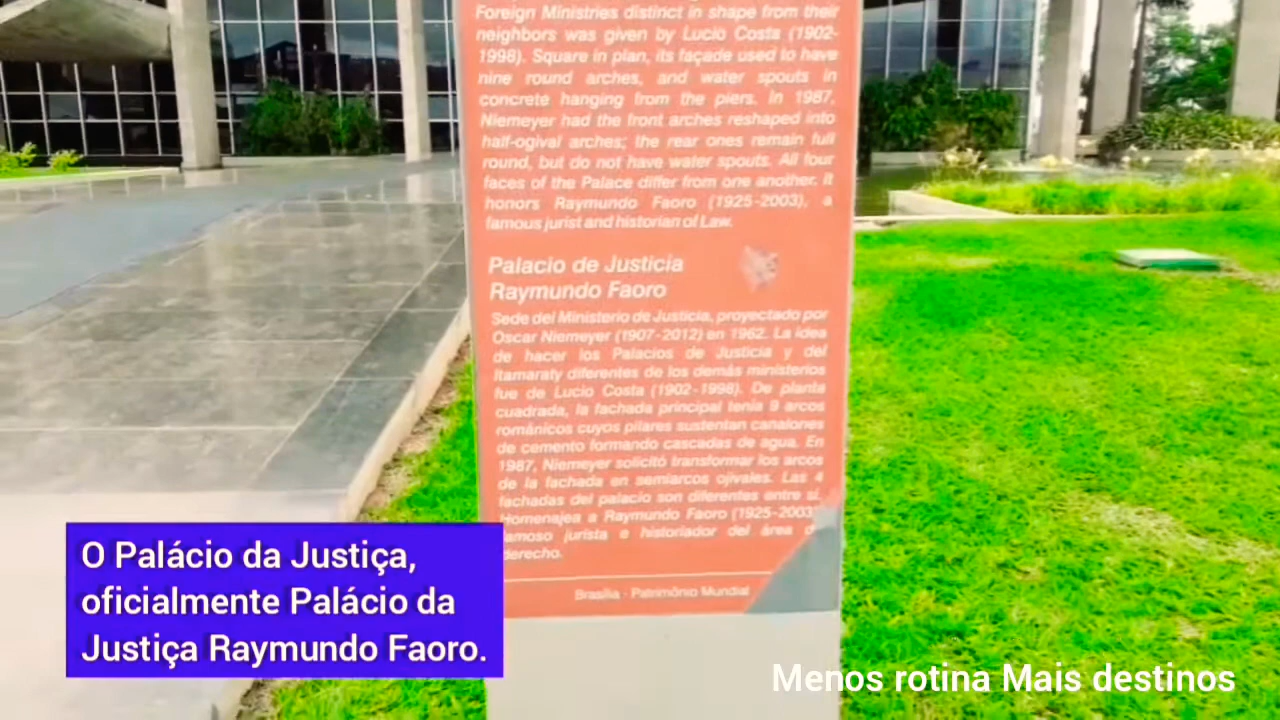 Foreign Ministries distinct in shape from their
neighbors was given by Lucio Costa (1902-
1998). Square in plan, its façade used to have
nine round arches, and water spouts in
concrete hanging from the piers. In 1987,
Niemeyer had the front arches reshaped into
half-ogival arches; the rear ones remain full
round, but do not have water spouts. All four
faces of the Palace differ from one another. It
honors Raymundo Faoro (1925-2003), a
famous jurist and historian of Law.
Palacio de Justicia
Raymundo Faoro
Sede del Ministerio de Justicia, proyectado por
Oscar Niemeyer (1907-2012) en 1962. La idea
de hacer los Palacios de Justicia y del
Itamaraty diferentes de los demás ministerios
fue de Lucio Costa (1902-1998). De planta
cuadrada, la fachada principal tenía 9 arcos
románicos cuyos pilares sustentan canalones
de cemento formando cascadas de agua. En
1987, Niemeyer solicitó transformar los arcos
de la fachada en semiarcos ojivales. Las 4
fachadas del palacio son diferentes entre sí.
Homenajea a Raymundo Faoro (1925-2003)
famoso jurista e historiador del área
derecho.
Brasília - Patrimônio Mundial
O Palácio da Justiça,
oficialmente Palácio da
Justiça Raymundo Faoro.
Menos rotina Mais destinos